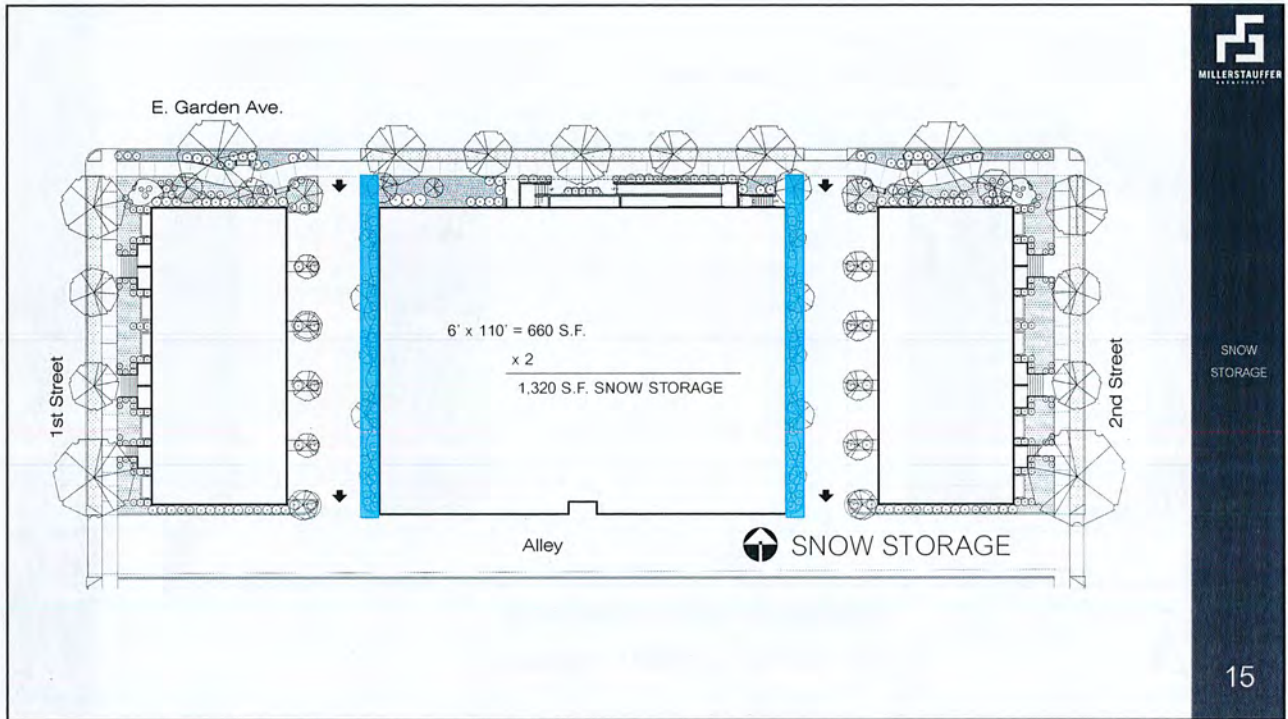 E. Garden Ave.
1st Street
6' x 110' = 660 S.F.
x 2
1,320 S.F. SNOW STORAGE
2nd Street
Alley
SNOW STORAGE
MILLERSTAUFFER
ARCHITECTS
SNOW
STORAGE
15